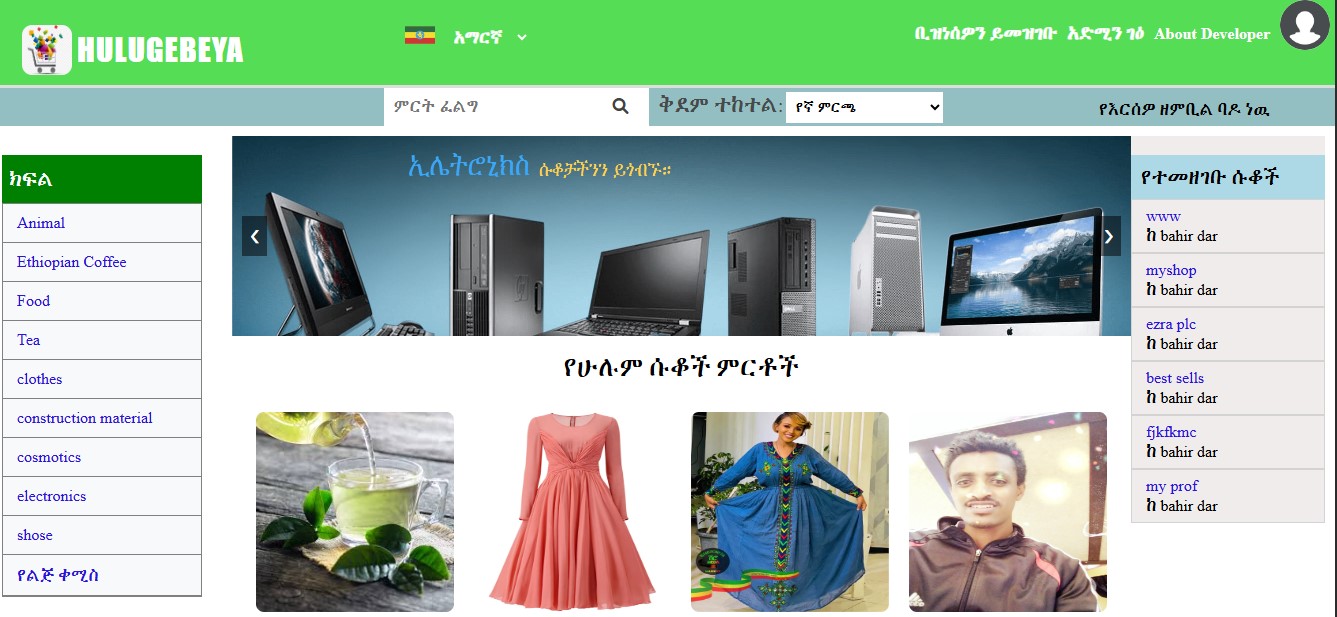 HULUGEBEYA
አማርኛ
ቢዝነሰዎን ይመዝገቡ አድሚን ገፅ About Developer
ምርት ፈልግ
ቅደም ተከተል: የኛ ምርጫ
የእርሰዎ ዘምቢል ባዶ ነዉ
ክፍል
Animal
Ethiopian Coffee
Food
Tea
clothes
construction material
cosmotics
electronics
shose
የልጅ ቀሚስ
ኢሌትሮኒክስ ሱቆቻችንን ይጎብኙ።
የሁሉም ሱቆች ምርቶች
የተመዘገቡ ሱቆች
www
ከ bahir dar
myshop
ከ bahir dar
ezra plc
ከ bahir dar
best sells
ከ bahir dar
fjkfkmc
ከ bahir dar
my prof
ከ bahir dar